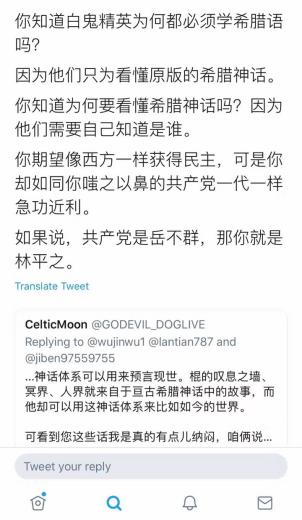 你知道白鬼精英为何都必须学希腊语
吗？
因为他们只为看懂原版的希腊神话。
你知道为何要看懂希腊神话吗？因为
他们需要自己知道是谁。
你期望像西方一样获得民主，可是你
却如同你嗤之以鼻的共产党一代一样
急功近利。
如果说，共产党是岳不群，那你就是
林平之。
Translate Tweet
CelticMoon @GODEVIL_DOGLIVE
Replying to @wujinwu1 @lantian787 and
@jiben97559755
...神话体系可以用来预言现世。棍的叹息之墙、
冥界、人界就来自于亘古希腊神话中的故事，而
他却可以用这神话体系来比如如今的世界。
可看到您这些话我是真的有点儿纳闷，咱俩说...
Tweet your reply